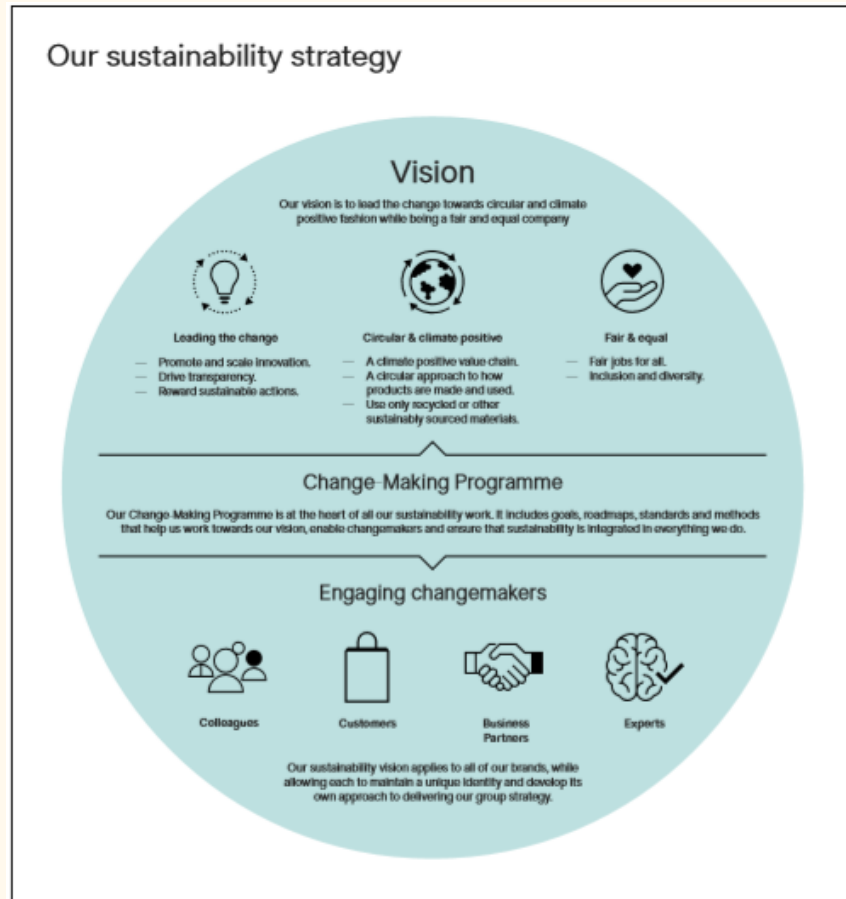 Our sustainability strategy
Vision
Our vision is to lead the change towards circular and climate
positive fashion while being a fair and equal company
Leading the change
— Promote and scale innovation.
— Drive transparency.
— Reward sustainable actions.
Circular & climate positive
— A climate positive value chain.
— A circular approach to how
products are made and used.
— Use only recycled or other
sustainably sourced materials.
Fair & equal
— Fair jobs for all.
— Inclusion and diversity.
Change-Making Programme
Our Change-Making Programme is at the heart of all our sustainability work. It includes goals, roadmaps, standards and methods
that help us work towards our vision, enable changemakers and ensure that sustainability is integrated in everything we do.
Engaging changemakers
Colleagues
Customers
Business
Partners
Experts
Our sustainability vision applies to all of our brands, while
allowing each to maintain a unique identity and develop its
own approach to delivering our group strategy.